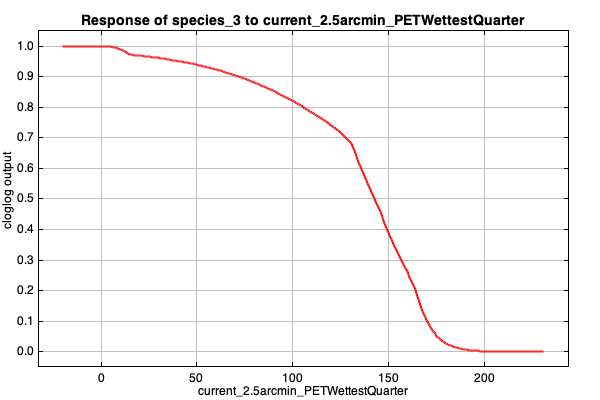 Response of species_3 to current_2.5arcmin_PETWettestQuarter
1.0
0.9
0.8
0.7
0.6
0.5
0.4
0.3
0.2
0.1
0.0
cloglog output
0 50 100 150 200
current_2.5arcmin_PETWettestQuarter